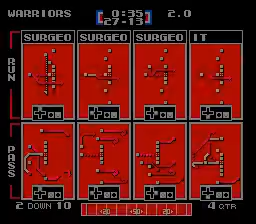 WARRIORS 0:35 2.0
27-13
SURGEO SURGEO SURGEO IT
RUN
PASS
2 DOWN 10 4 QTR
20 50 20